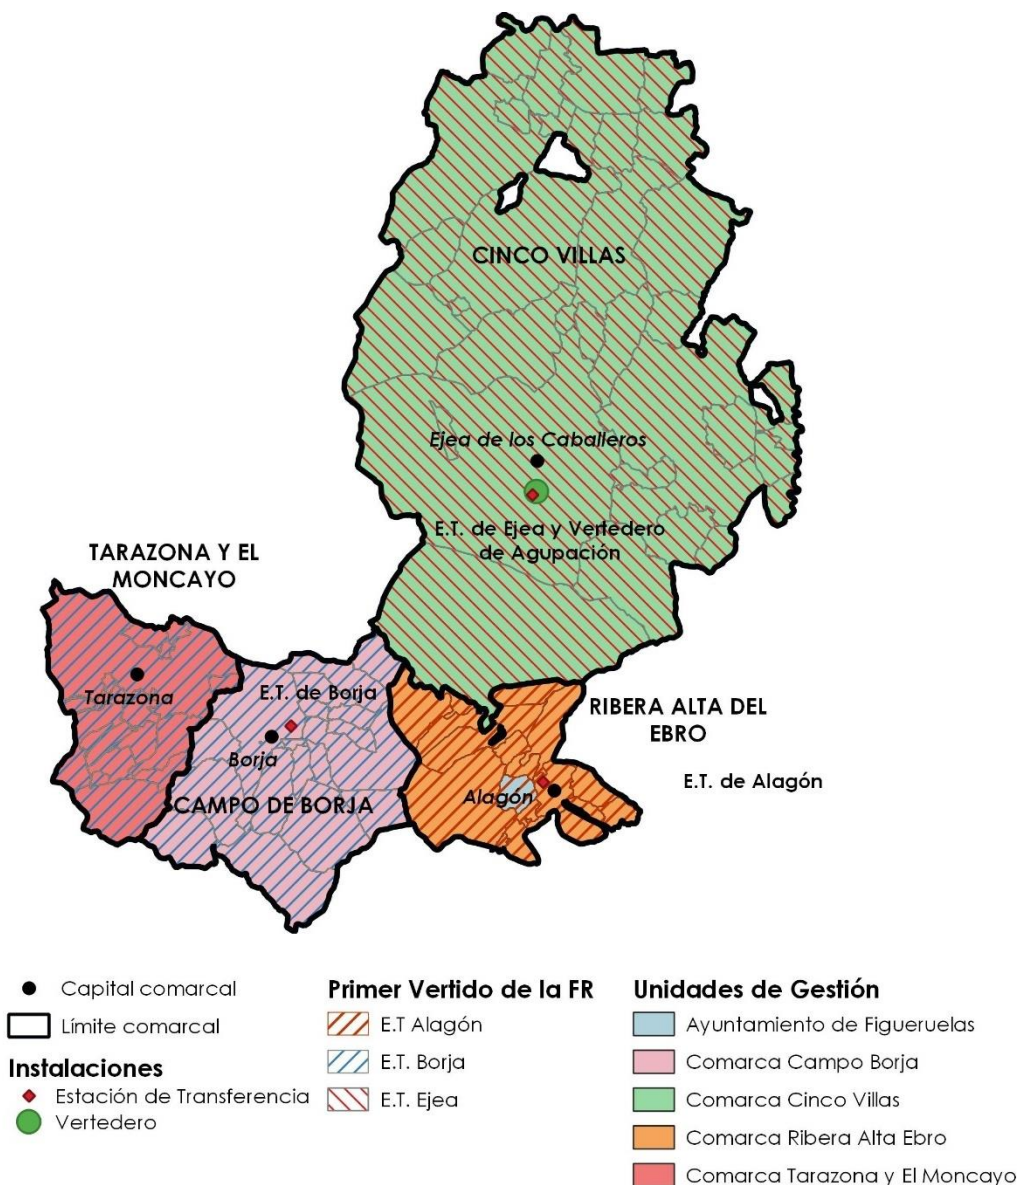 CINCO VILLAS
Ejea de los Caballeros
E.T. de Ejea y Vertedero
de Agupación
TARAZONA Y EL
MONCAYO
Tarazona
E.T. de Borja
Borja
CAMPO DE BORJA
RIBERA ALTA DEL
EBRO
Alagón
E.T. de Alagón
Capital comarcal
Límite comarcal
Instalaciones
Estación de Transferencia
Vertedero
Primer Vertido de la FR
E.T Alagón
E.T. Borja
E.T. Ejea
Unidades de Gestión
Ayuntamiento de Figueruelas
Comarca Campo Borja
Comarca Cinco Villas
Comarca Ribera Alta Ebro
Comarca Tarazona y El Moncayo